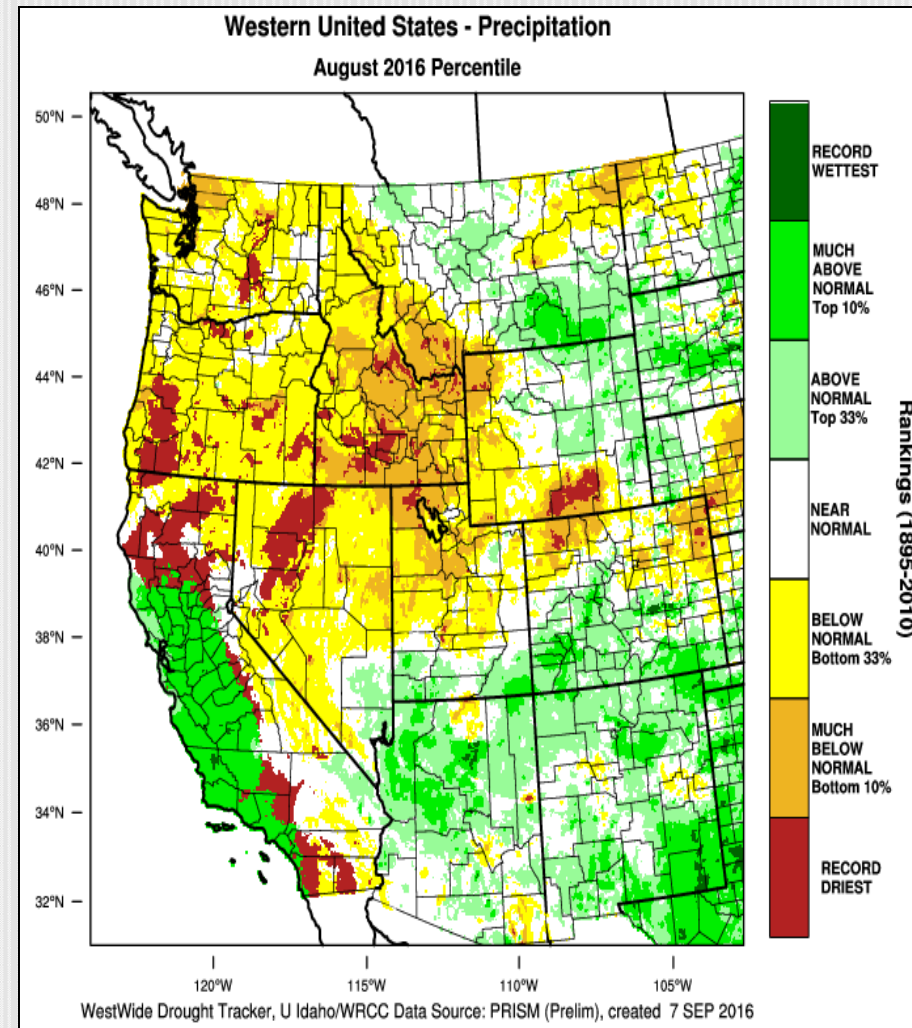 Western United States - Precipitation
August 2016 Percentile
50°N
48°N
46°N
44°N
42°N
40°N
38°N
36°N
34°N
32°N
120°W
115°W
110°W
105°W
RECORD
WETTEST
MUCH
ABOVE
NORMAL
Top 10%
ABOVE
NORMAL
Top 33%
NEAR
NORMAL
BELOW
NORMAL
Bottom 33%
MUCH
BELOW
NORMAL
Bottom 10%
RECORD
DRIEST
Rankings (1895-2010)
WestWide Drought Tracker, U Idaho/WRCC Data Source: PRISM (Prelim), created 7 SEP 2016